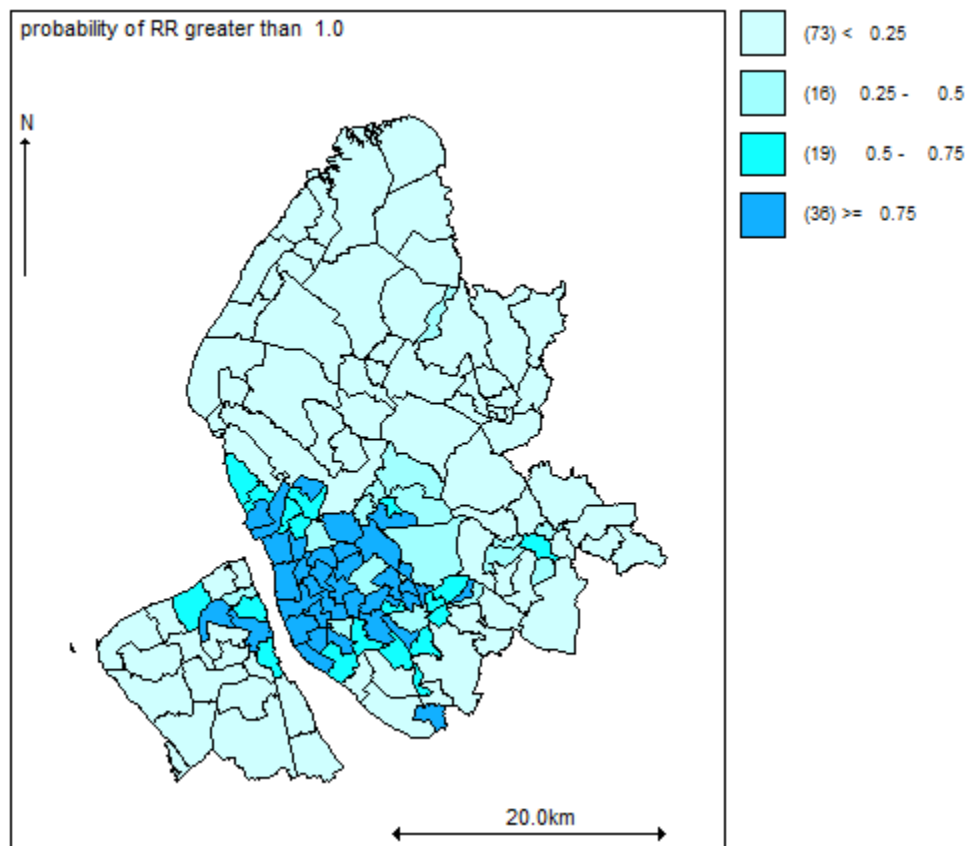 probability of RR greater than 1.0
N
20.0km
(73) < 0.25
(16) 0.25 - 0.5
(19) 0.5 - 0.75
(36) >= 0.75